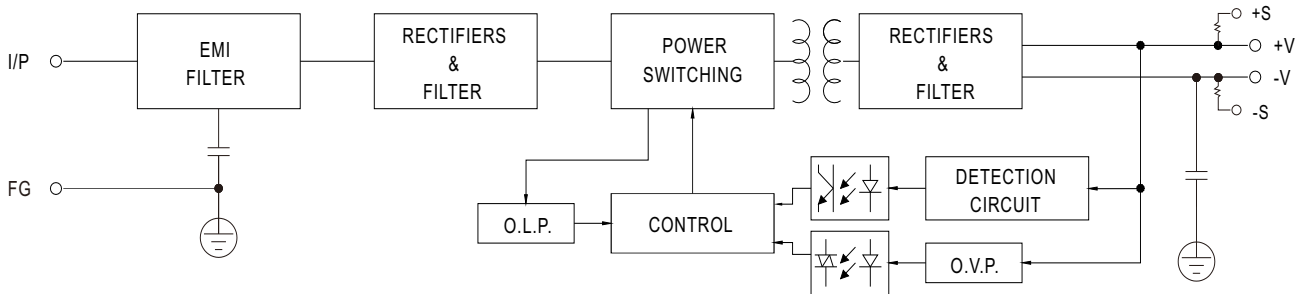 I/P
EMI
FILTER
RECTIFIERS
&
FILTER
POWER
SWITCHING
RECTIFIERS
&
FILTER
+S
+V
-V
-S
FG
O.L.P.
CONTROL
DETECTION
CIRCUIT
O.V.P.